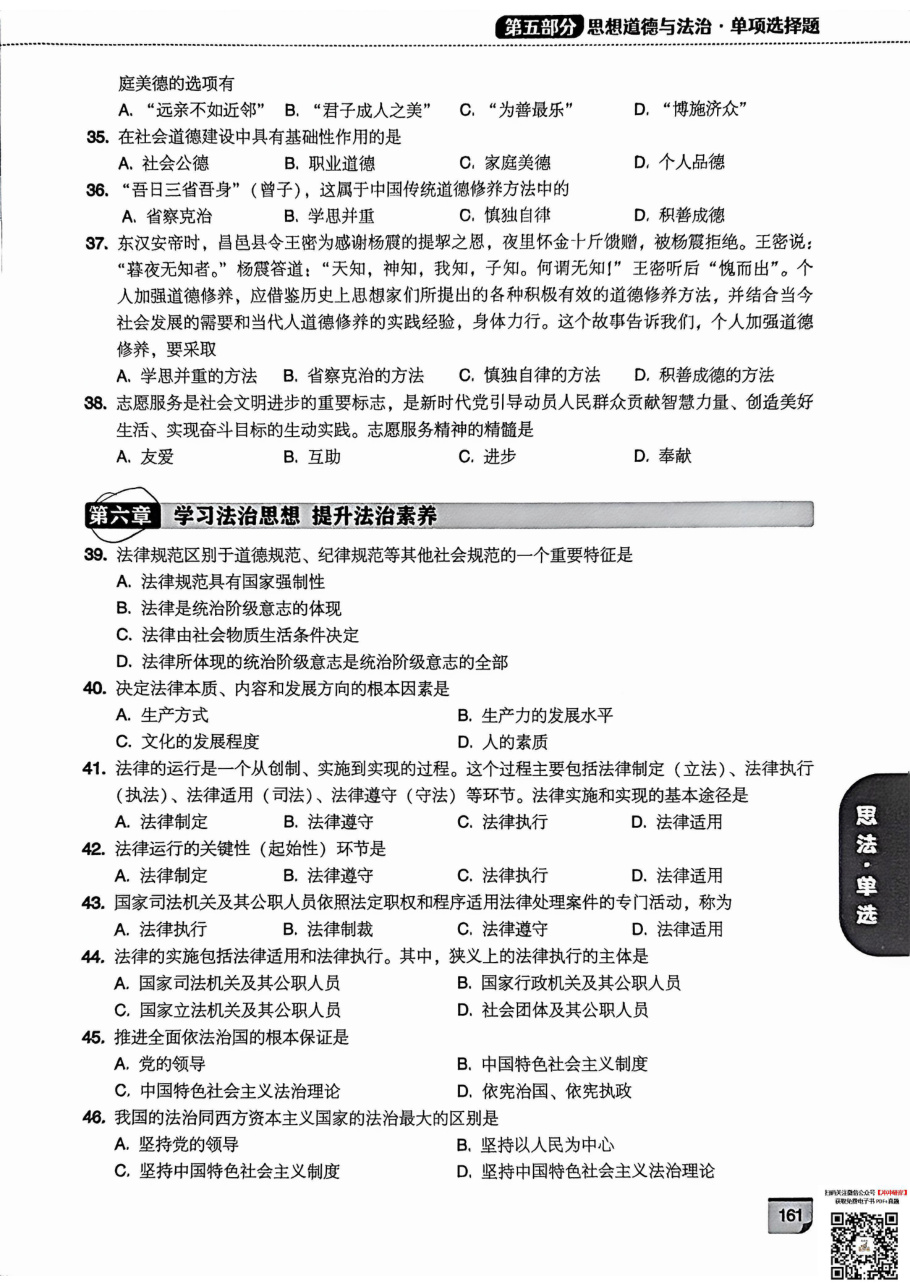 第五部分 思想道德与法治·单项选择题
庭美德的选项有
A. “远亲不如近邻” B. “君子成人之美” C. “为善最乐” D. “博施济众”
35. 在社会道德建设中具有基础性作用的是
A. 社会公德 B. 职业道德 C. 家庭美德 D. 个人品德
36. “吾日三省吾身”（曾子），这属于中国传统道德修养方法中的
A. 省察克治 B. 学思并重 C. 慎独自律 D. 积善成德
37. 东汉安帝时，昌邑县令王密为感谢杨震的提挈之恩，夜里怀金十斤馈赠，被杨震拒绝。王密说：
“暮夜无知者。”杨震答道：“天知，神知，我知，子知。何谓无知！”王密听后“愧而出”。个
人加强道德修养，应借鉴历史上思想家们所提出的各种积极有效的道德修养方法，并结合当今
社会发展的需要和当代人道德修养的实践经验，身体力行。这个故事告诉我们，个人加强道德
修养，要采取
A. 学思并重的方法 B. 省察克治的方法 C. 慎独自律的方法 D. 积善成德的方法
38. 志愿服务是社会文明进步的重要标志，是新时代党引导动员人民群众贡献智慧力量、创造美好
生活、实现奋斗目标的生动实践。志愿服务精神的精髓是
A. 友爱 B. 互助 C. 进步 D. 奉献
第六章 学习法治思想 提升法治素养
39. 法律规范区别于道德规范、纪律规范等其他社会规范的一个重要特征是
A. 法律规范具有国家强制性
B. 法律是统治阶级意志的体现
C. 法律由社会物质生活条件决定
D. 法律所体现的统治阶级意志是统治阶级意志的全部
40. 决定法律本质、内容和发展方向的根本因素是
A. 生产方式 B. 生产力的发展水平
C. 文化的发展程度 D. 人的素质
41. 法律的运行是一个从创制、实施到实现的过程。这个过程主要包括法律制定（立法）、法律执行
（执法）、法律适用（司法）、法律遵守（守法）等环节。法律实施和实现的基本途径是
A. 法律制定 B. 法律遵守 C. 法律执行 D. 法律适用
42. 法律运行的关键性（起始性）环节是
A. 法律制定 B. 法律遵守 C. 法律执行 D. 法律适用
43. 国家司法机关及其公职人员依照法定职权和程序适用法律处理案件的专门活动，称为
A. 法律执行 B. 法律制裁 C. 法律遵守 D. 法律适用
44. 法律的实施包括法律适用和法律执行。其中，狭义上的法律执行的主体是
A. 国家司法机关及其公职人员 B. 国家行政机关及其公职人员
C. 国家立法机关及其公职人员 D. 社会团体及其公职人员
45. 推进全面依法治国的根本保证是
A. 党的领导 B. 中国特色社会主义制度
C. 中国特色社会主义法治理论 D. 依宪治国、依宪执政
46. 我国的法治同西方资本主义国家的法治最大的区别是
A. 坚持党的领导 B. 坚持以人民为中心
C. 坚持中国特色社会主义制度 D. 坚持中国特色社会主义法治理论
思法·单选
161
扫码关注微信公众号【冲冲研吖】
获取免费电子书PDF+真题